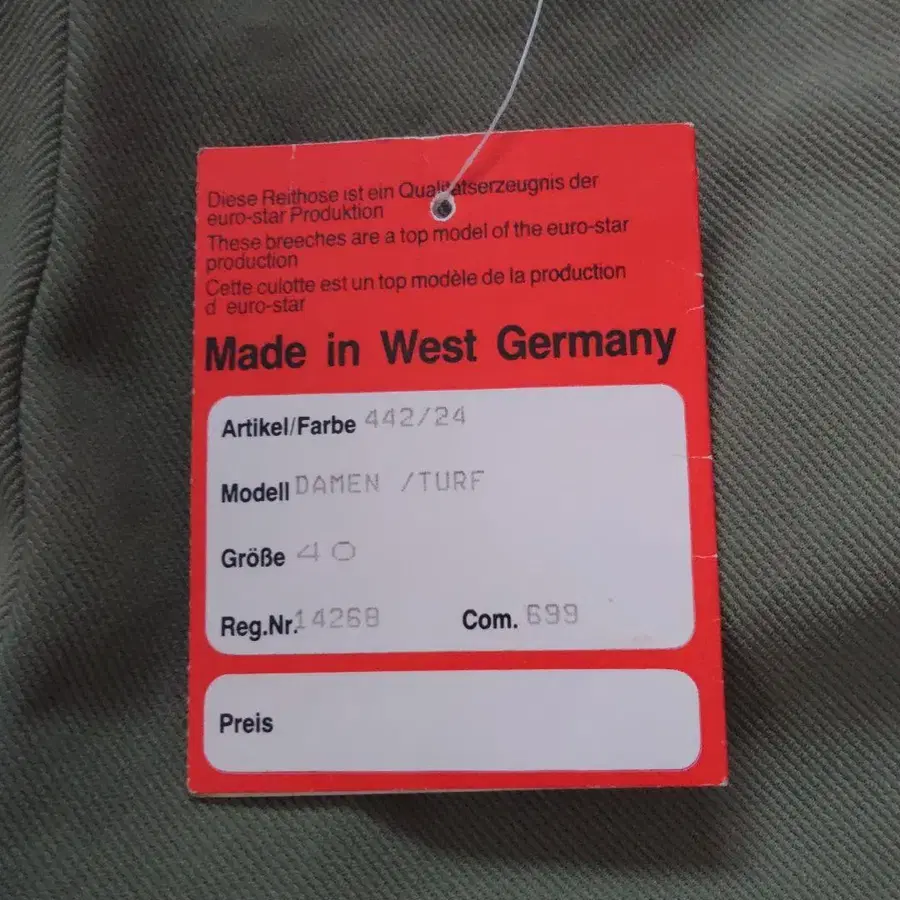 Diese Reithose ist ein Qualitätserzeugnis der
euro-star Produktion
These breeches are a top model of the euro-star
production
Cette culotte est un top modèle de la production
d euro-star
Made in West Germany
Artikel/Farbe 442/24
Modell DAMEN /TURF
Größe 40
Reg.Nr. 14268 Com. 699
Preis